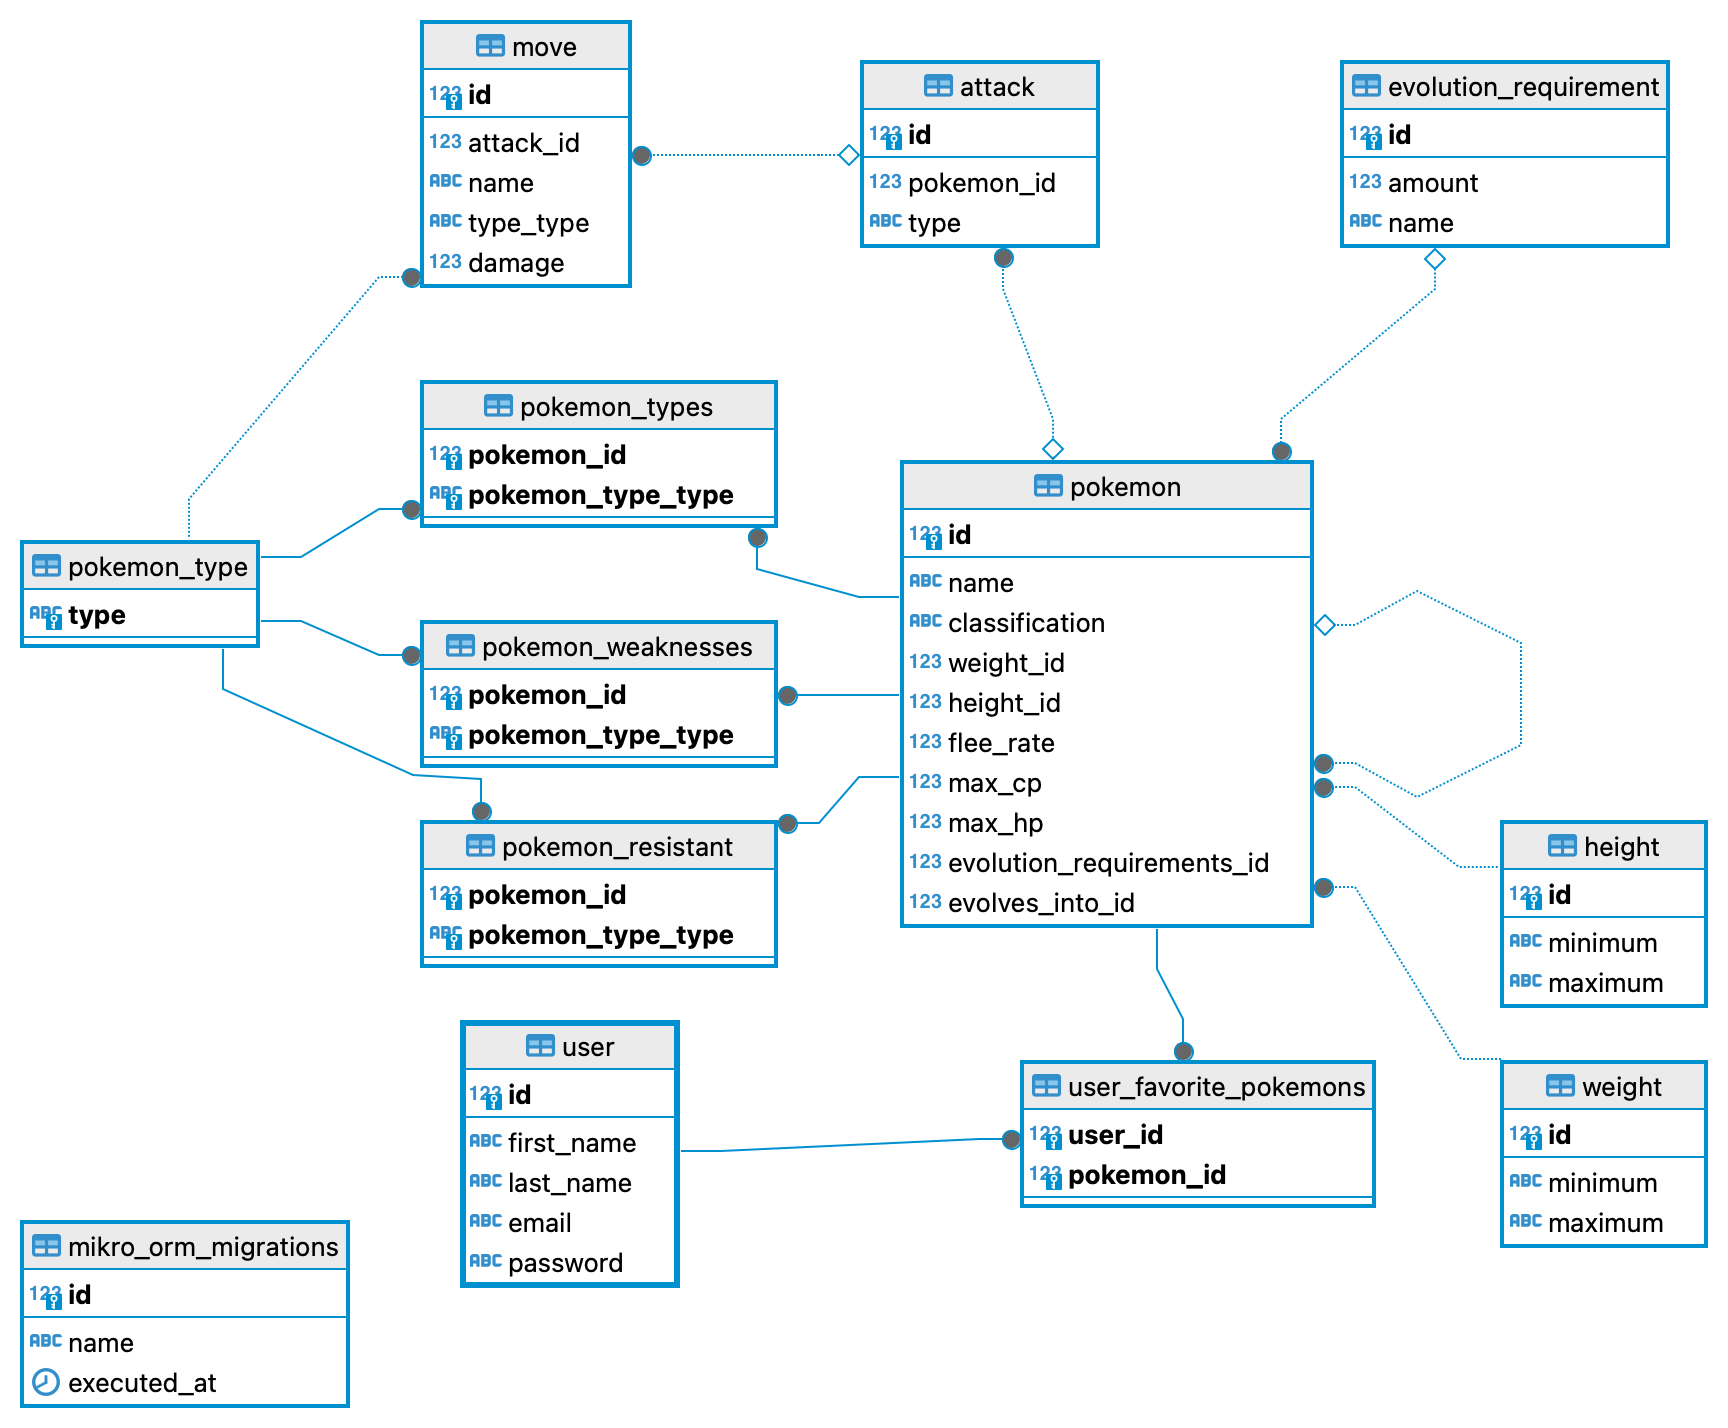 move
123 id
123 attack_id
ABC name
ABC type_type
123 damage
attack
123 id
123 pokemon_id
ABC type
evolution_requirement
123 id
123 amount
ABC name
pokemon_types
123 pokemon_id
ABC pokemon_type_type
pokemon_type
ABC type
pokemon_weaknesses
123 pokemon_id
ABC pokemon_type_type
pokemon_resistant
123 pokemon_id
ABC pokemon_type_type
pokemon
123 id
ABC name
ABC classification
123 weight_id
123 height_id
123 flee_rate
123 max_cp
123 max_hp
123 evolution_requirements_id
123 evolves_into_id
height
123 id
ABC minimum
ABC maximum
user
123 id
ABC first_name
ABC last_name
ABC email
ABC password
user_favorite_pokemons
123 user_id
123 pokemon_id
weight
123 id
ABC minimum
ABC maximum
mikro_orm_migrations
123 id
ABC name
executed_at